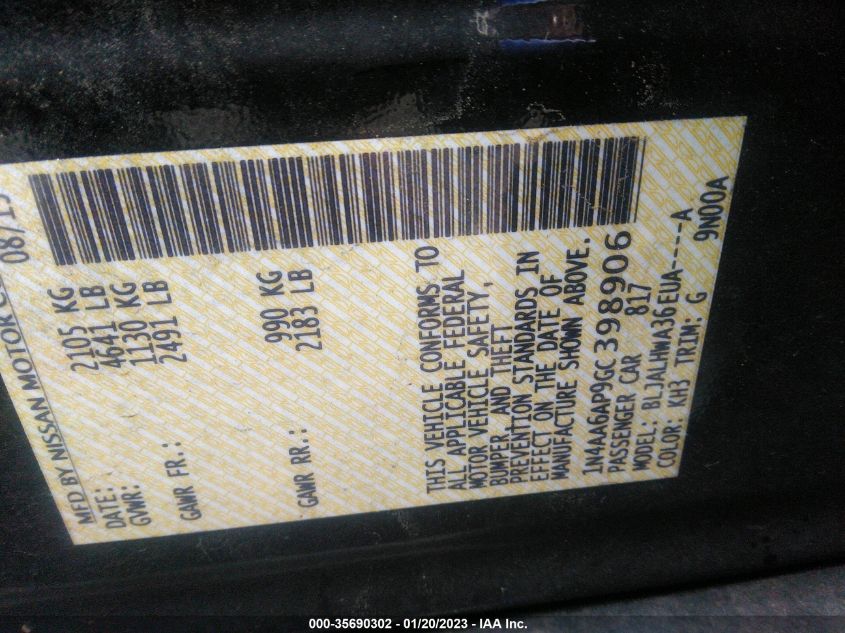 MFD BY NISSAN MOTOR C
DATE: 08/15
GVWR: 2105 KG
4641 LB
GAWR FR.: 1130 KG
2491 LB
GAWR RR.: 990 KG
2183 LB
THIS VEHICLE CONFORMS TO
ALL APPLICABLE FEDERAL
MOTOR VEHICLE SAFETY,
BUMPER, AND THEFT
PREVENTION STANDARDS IN
EFFECT ON THE DATE OF
MANUFACTURE SHOWN ABOVE.
1N4AA6AP9GC398906
PASSENGER CAR 817
MODEL: BLJALHWA36EUA----A
COLOR: KH3 TRIM: G 9N00A
000-35690302 - 01/20/2023 - IAA Inc.